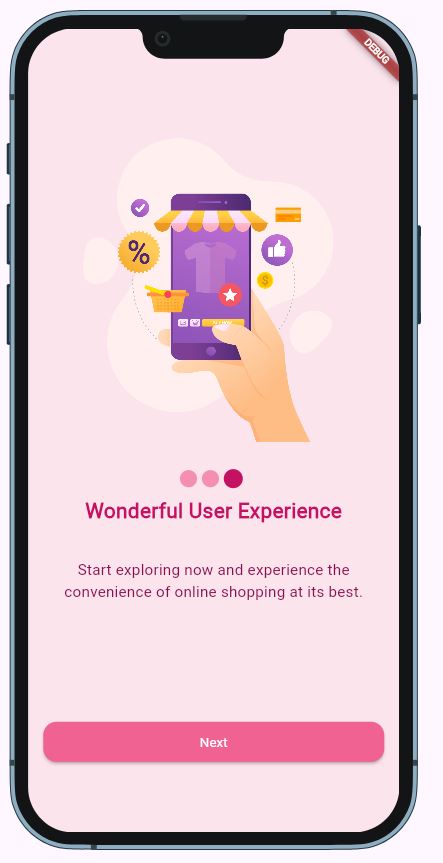 DEBUG
%
$
Wonderful User Experience
Start exploring now and experience the
convenience of online shopping at its best.
Next